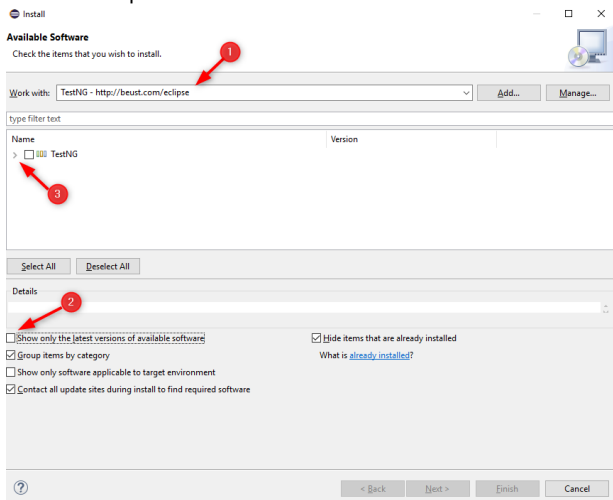 Install
Available Software
Check the items that you wish to install.
1
Work with: TestNG - http://beust.com/eclipse Add... Manage...
type filter text
Name Version
TestNG
3
Select All Deselect All
Details
2
Show only the latest versions of available software Hide items that are already installed
Group items by category What is already installed?
Show only software applicable to target environment
Contact all update sites during install to find required software
? < Back Next > Finish Cancel